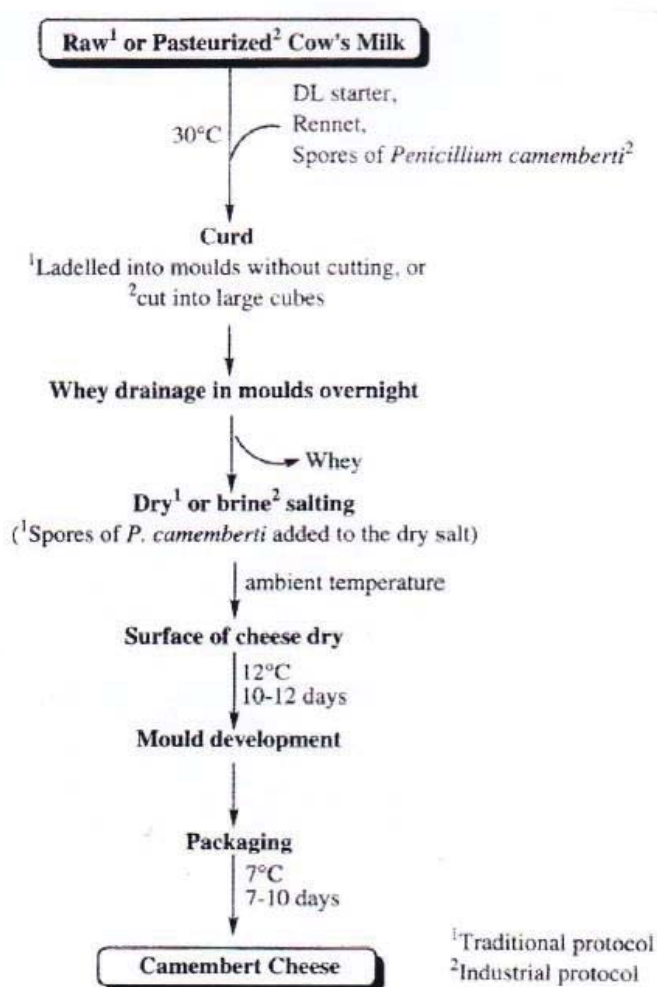 Raw¹ or Pasteurized² Cow's Milk
DL starter,
30°C
Rennet,
Spores of Penicillium camemberti²
Curd
¹Ladelled into moulds without cutting, or
²cut into large cubes
Whey drainage in moulds overnight
Whey
Dry¹ or brine² salting
(¹Spores of P. camemberti added to the dry salt)
ambient temperature
Surface of cheese dry
12°C
10-12 days
Mould development
Packaging
7°C
7-10 days
Camembert Cheese
¹Traditional protocol
²Industrial protocol